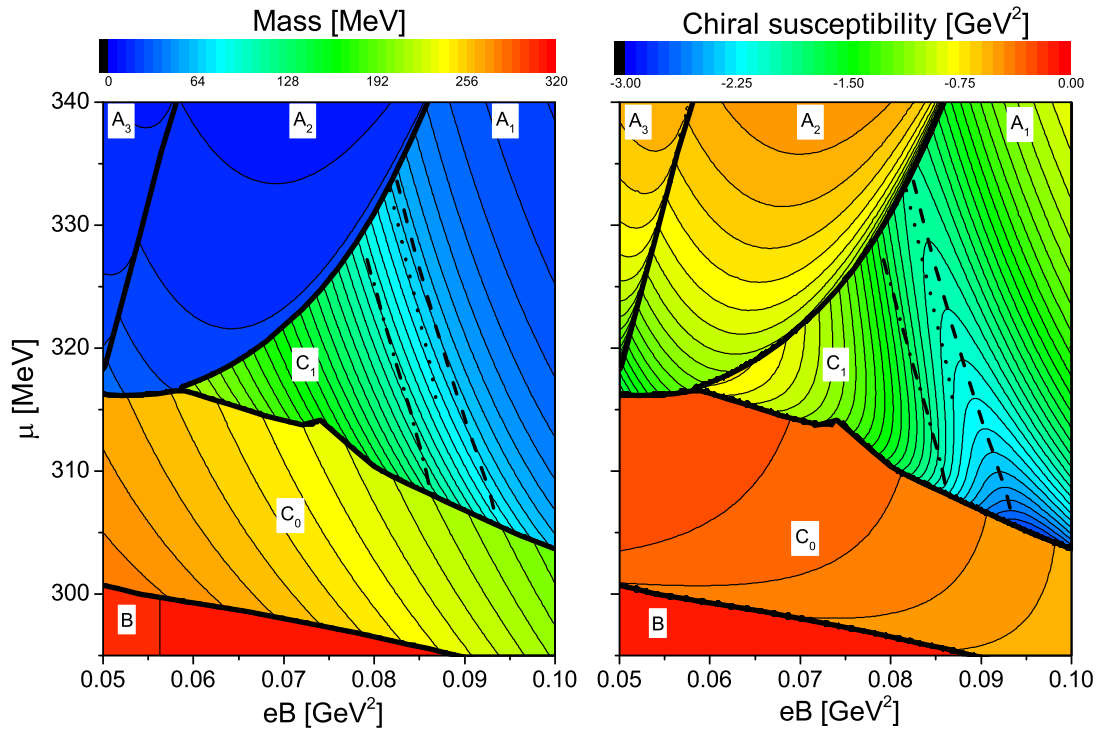 Mass [MeV]
0 64 128 192 256 320
Chiral susceptibility [GeV²]
-3.00 -2.25 -1.50 -0.75 0.00
340
330
320
310
300
μ [MeV]
A₃ A₂ A₁
C₁
C₀
B
0.05 0.06 0.07 0.08 0.09 0.10
eB [GeV²]
A₃ A₂ A₁
C₁
C₀
B
0.05 0.06 0.07 0.08 0.09 0.10
eB [GeV²]